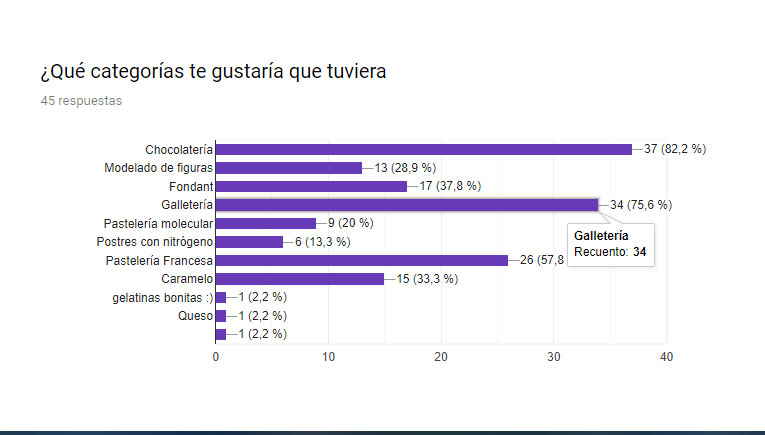 ¿Qué categorías te gustaría que tuviera
45 respuestas
Chocolatería 37 (82,2 %)
Modelado de figuras 13 (28,9 %)
Fondant 17 (37,8 %)
Galletería 34 (75,6 %)
Pastelería molecular 9 (20 %)
Postres con nitrógeno 6 (13,3 %)
Pastelería Francesa 26 (57,8
Caramelo 15 (33,3 %)
gelatinas bonitas :) 1 (2,2 %)
Queso 1 (2,2 %)
1 (2,2 %)
Galletería
Recuento: 34
0 10 20 30 40